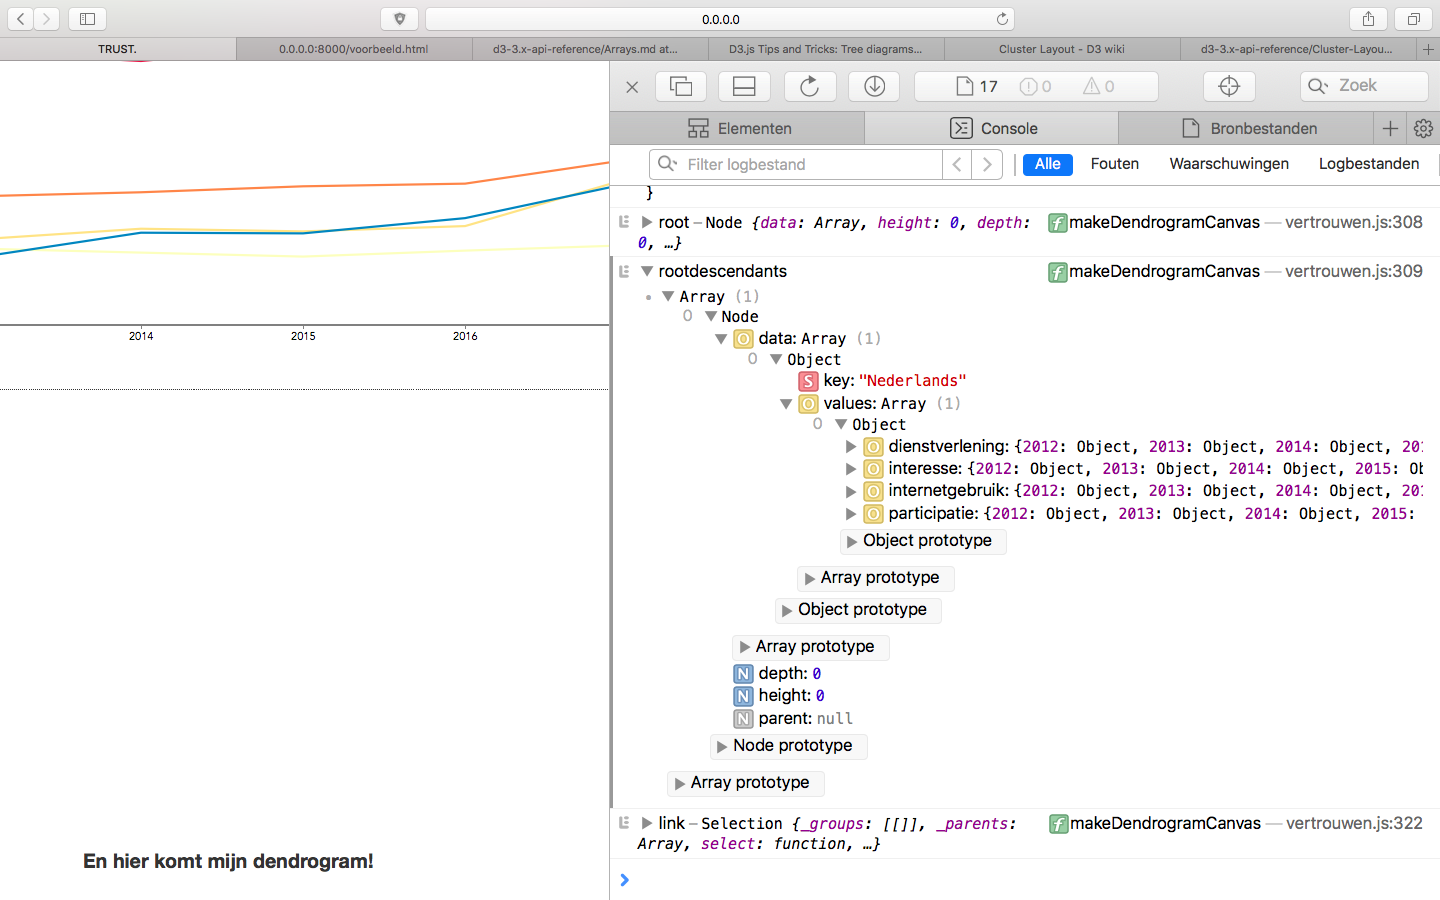 0.0.0.0
TRUST.
0.0.0.0:8000/voorbeeld.html
d3-3.x-api-reference/Arrays.md at...
D3.js Tips and Tricks: Tree diagrams...
Cluster Layout - D3 wiki
d3-3.x-api-reference/Cluster-Layou...
17
0
0
Zoek
Elementen
Console
Bronbestanden
Filter logbestand
Alle
Fouten
Waarschuwingen
Logbestanden
}
root – Node {data: Array, height: 0, depth: 0, …}
f makeDendrogramCanvas — vertrouwen.js:308
rootdescendants
f makeDendrogramCanvas — vertrouwen.js:309
Array (1)
0 Node
O data: Array (1)
0 Object
S key: "Nederlands"
O values: Array (1)
0 Object
O dienstverlening: {2012: Object, 2013: Object, 2014: Object, 201
O interesse: {2012: Object, 2013: Object, 2014: Object, 2015: Ob
O internetgebruik: {2012: Object, 2013: Object, 2014: Object, 201
O participatie: {2012: Object, 2013: Object, 2014: Object, 2015:
Object prototype
Array prototype
Object prototype
Array prototype
N depth: 0
N height: 0
N parent: null
Node prototype
Array prototype
link – Selection {_groups: [[]], _parents: Array, select: function, …}
f makeDendrogramCanvas — vertrouwen.js:322
2014
2015
2016
En hier komt mijn dendrogram!